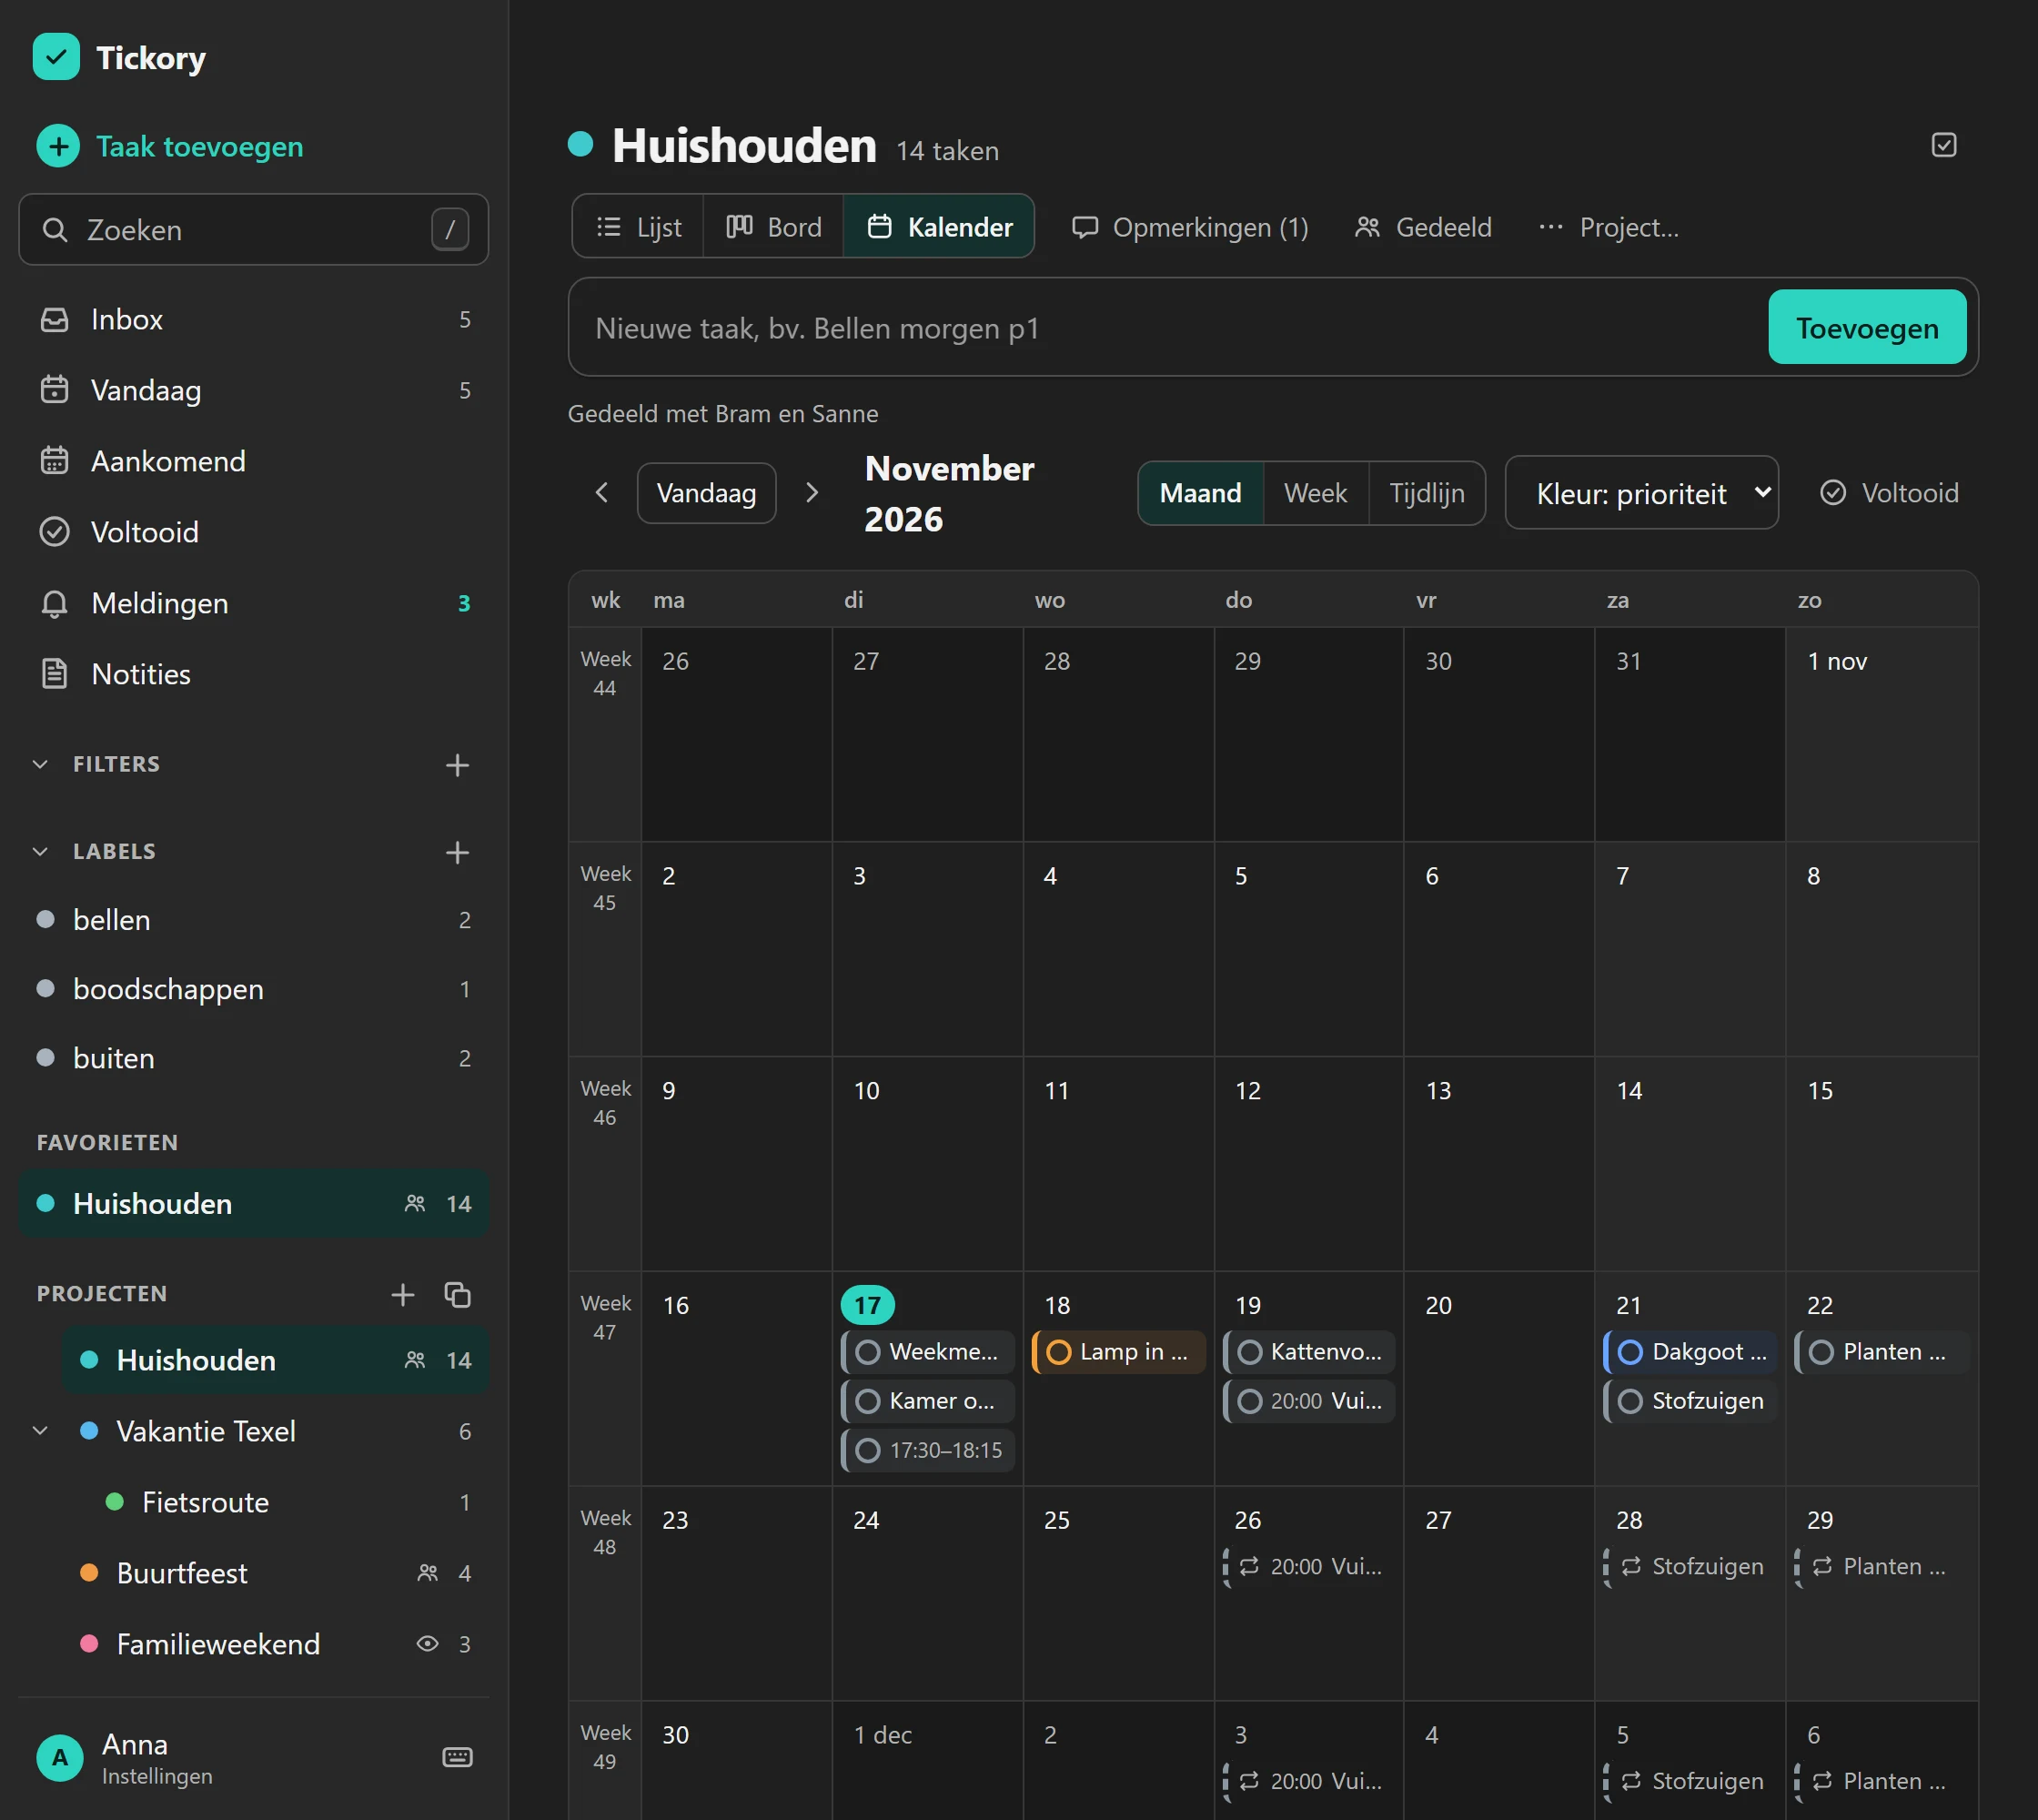 Tickory
Taak toevoegen
Zoeken /
Inbox 5
Vandaag 5
Aankomend
Voltooid
Meldingen 3
Notities
FILTERS
LABELS
bellen 2
boodschappen 1
buiten 2
FAVORIETEN
Huishouden 14
PROJECTEN
Huishouden 14
Vakantie Texel 6
Fietsroute 1
Buurtfeest 4
Familieweekend 3
A
Anna
Instellingen
Huishouden 14 taken
Lijst Bord Kalender Opmerkingen (1) Gedeeld Project...
Nieuwe taak, bv. Bellen morgen p1 Toevoegen
Gedeeld met Bram en Sanne
Vandaag November 2026 Maand Week Tijdlijn Kleur: prioriteit Voltooid
wk ma di wo do vr za zo
Week 44 26 27 28 29 30 31 1 nov
Week 45 2 3 4 5 6 7 8
Week 46 9 10 11 12 13 14 15
Week 47 16 17 18 19 20 21 22
Weekme... Lamp in ... Kattenvo... Dakgoot ... Planten ...
Kamer o... 20:00 Vui... Stofzuigen
17:30–18:15
Week 48 23 24 25 26 27 28 29
20:00 Vui... Stofzuigen Planten ...
Week 49 30 1 dec 2 3 4 5 6
20:00 Vui... Stofzuigen Planten ...